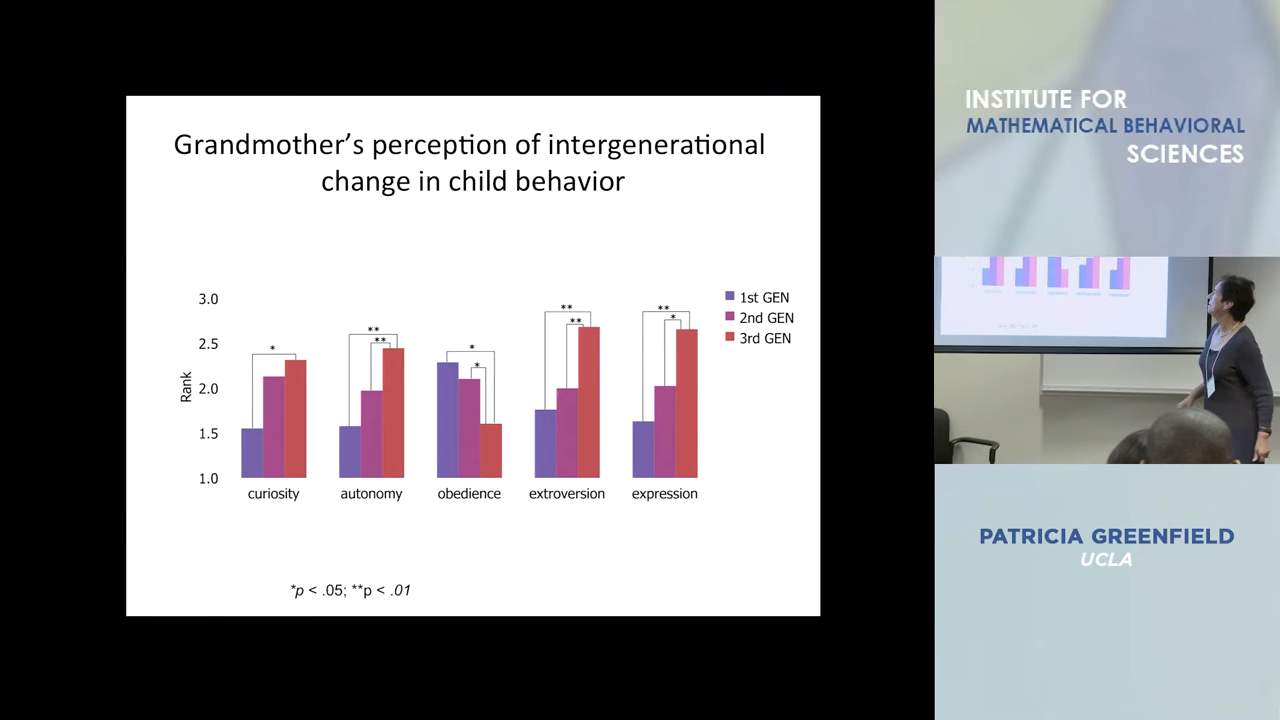 Grandmother’s perception of intergenerational
change in child behavior
3.0
2.5
2.0
1.5
1.0
Rank
**
**
*
**
**
*
**
*
*
*
1st GEN
2nd GEN
3rd GEN
curiosity
autonomy
obedience
extroversion
expression
*p < .05; **p < .01
INSTITUTE FOR
MATHEMATICAL BEHAVIORAL
SCIENCES
PATRICIA GREENFIELD
UCLA